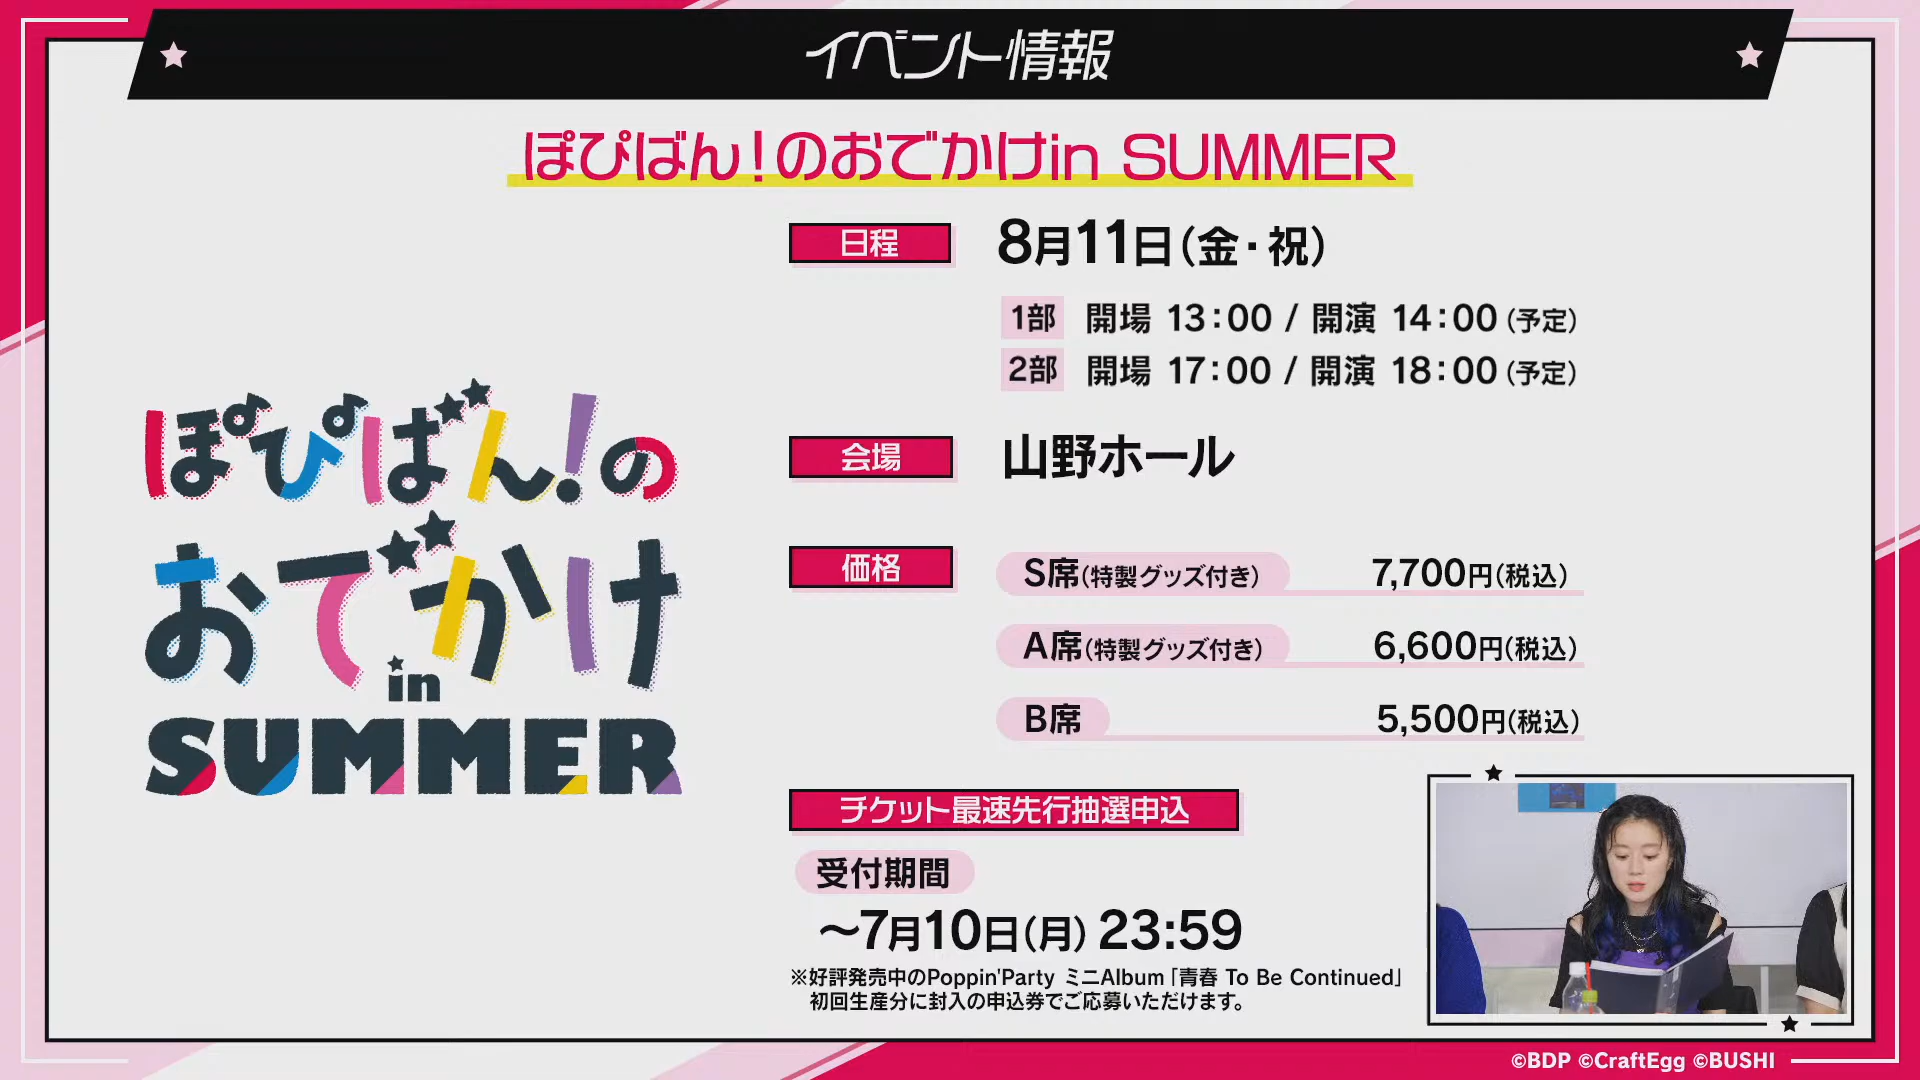 イベント情報
ぽぴばん!のおでかけin SUMMER
日程
8月11日(金・祝)
1部 開場 13:00 / 開演 14:00(予定)
2部 開場 17:00 / 開演 18:00(予定)
会場
山野ホール
価格
S席(特製グッズ付き) 7,700円(税込)
A席(特製グッズ付き) 6,600円(税込)
B席 5,500円(税込)
チケット最速先行抽選申込
受付期間
～7月10日(月) 23:59
※好評発売中のPoppin'Party ミニAlbum「青春 To Be Continued」
初回生産分に封入の申込券でご応募いただけます。
ぽぴばん!の
おでかけ
in
SUMMER
©BDP ©CraftEgg ©BUSHI